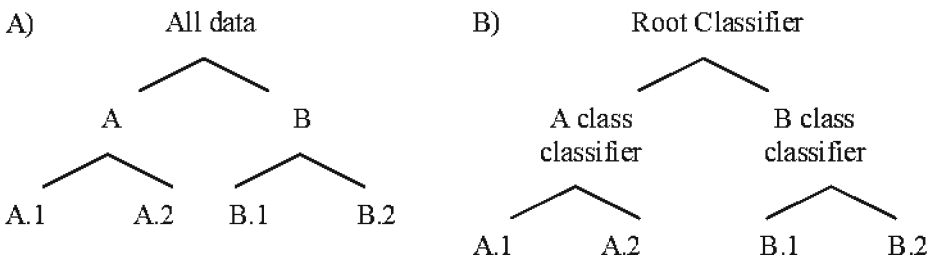 A) All data
A B
A.1 A.2 B.1 B.2
B) Root Classifier
A class classifier
B class classifier
A.1 A.2 B.1 B.2